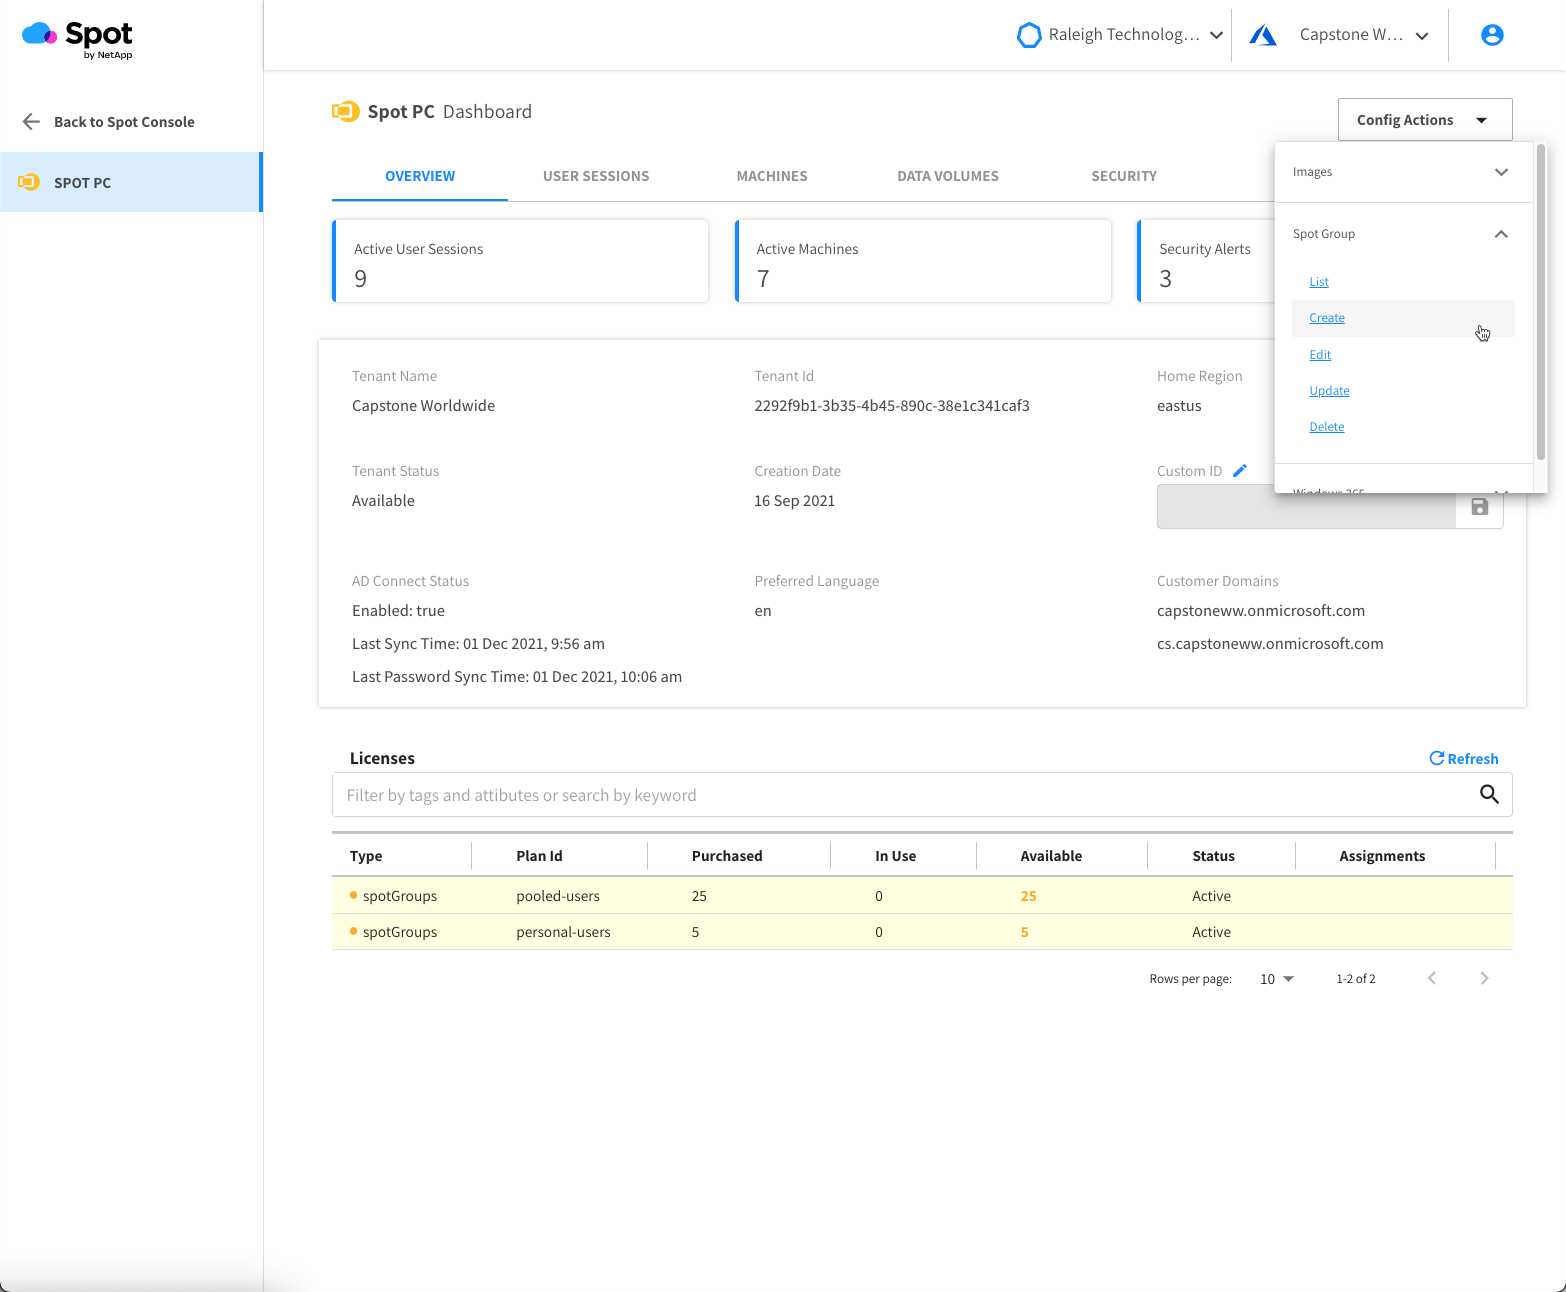 Spot
by NetApp
Raleigh Technolog...
Capstone W...
Back to Spot Console
SPOT PC
Spot PC Dashboard
Config Actions
OVERVIEW
USER SESSIONS
MACHINES
DATA VOLUMES
SECURITY
Images
Spot Group
List
Create
Edit
Update
Delete
Windows 365
Active User Sessions
9
Active Machines
7
Security Alerts
3
Tenant Name
Capstone Worldwide
Tenant Id
2292f9b1-3b35-4b45-890c-38e1c341caf3
Home Region
eastus
Tenant Status
Available
Creation Date
16 Sep 2021
Custom ID
AD Connect Status
Enabled: true
Last Sync Time: 01 Dec 2021, 9:56 am
Last Password Sync Time: 01 Dec 2021, 10:06 am
Preferred Language
en
Customer Domains
capstoneww.onmicrosoft.com
cs.capstoneww.onmicrosoft.com
Licenses
Refresh
Filter by tags and attibutes or search by keyword
Type Plan Id Purchased In Use Available Status Assignments
spotGroups pooled-users 25 0 25 Active
spotGroups personal-users 5 0 5 Active
Rows per page: 10 1-2 of 2